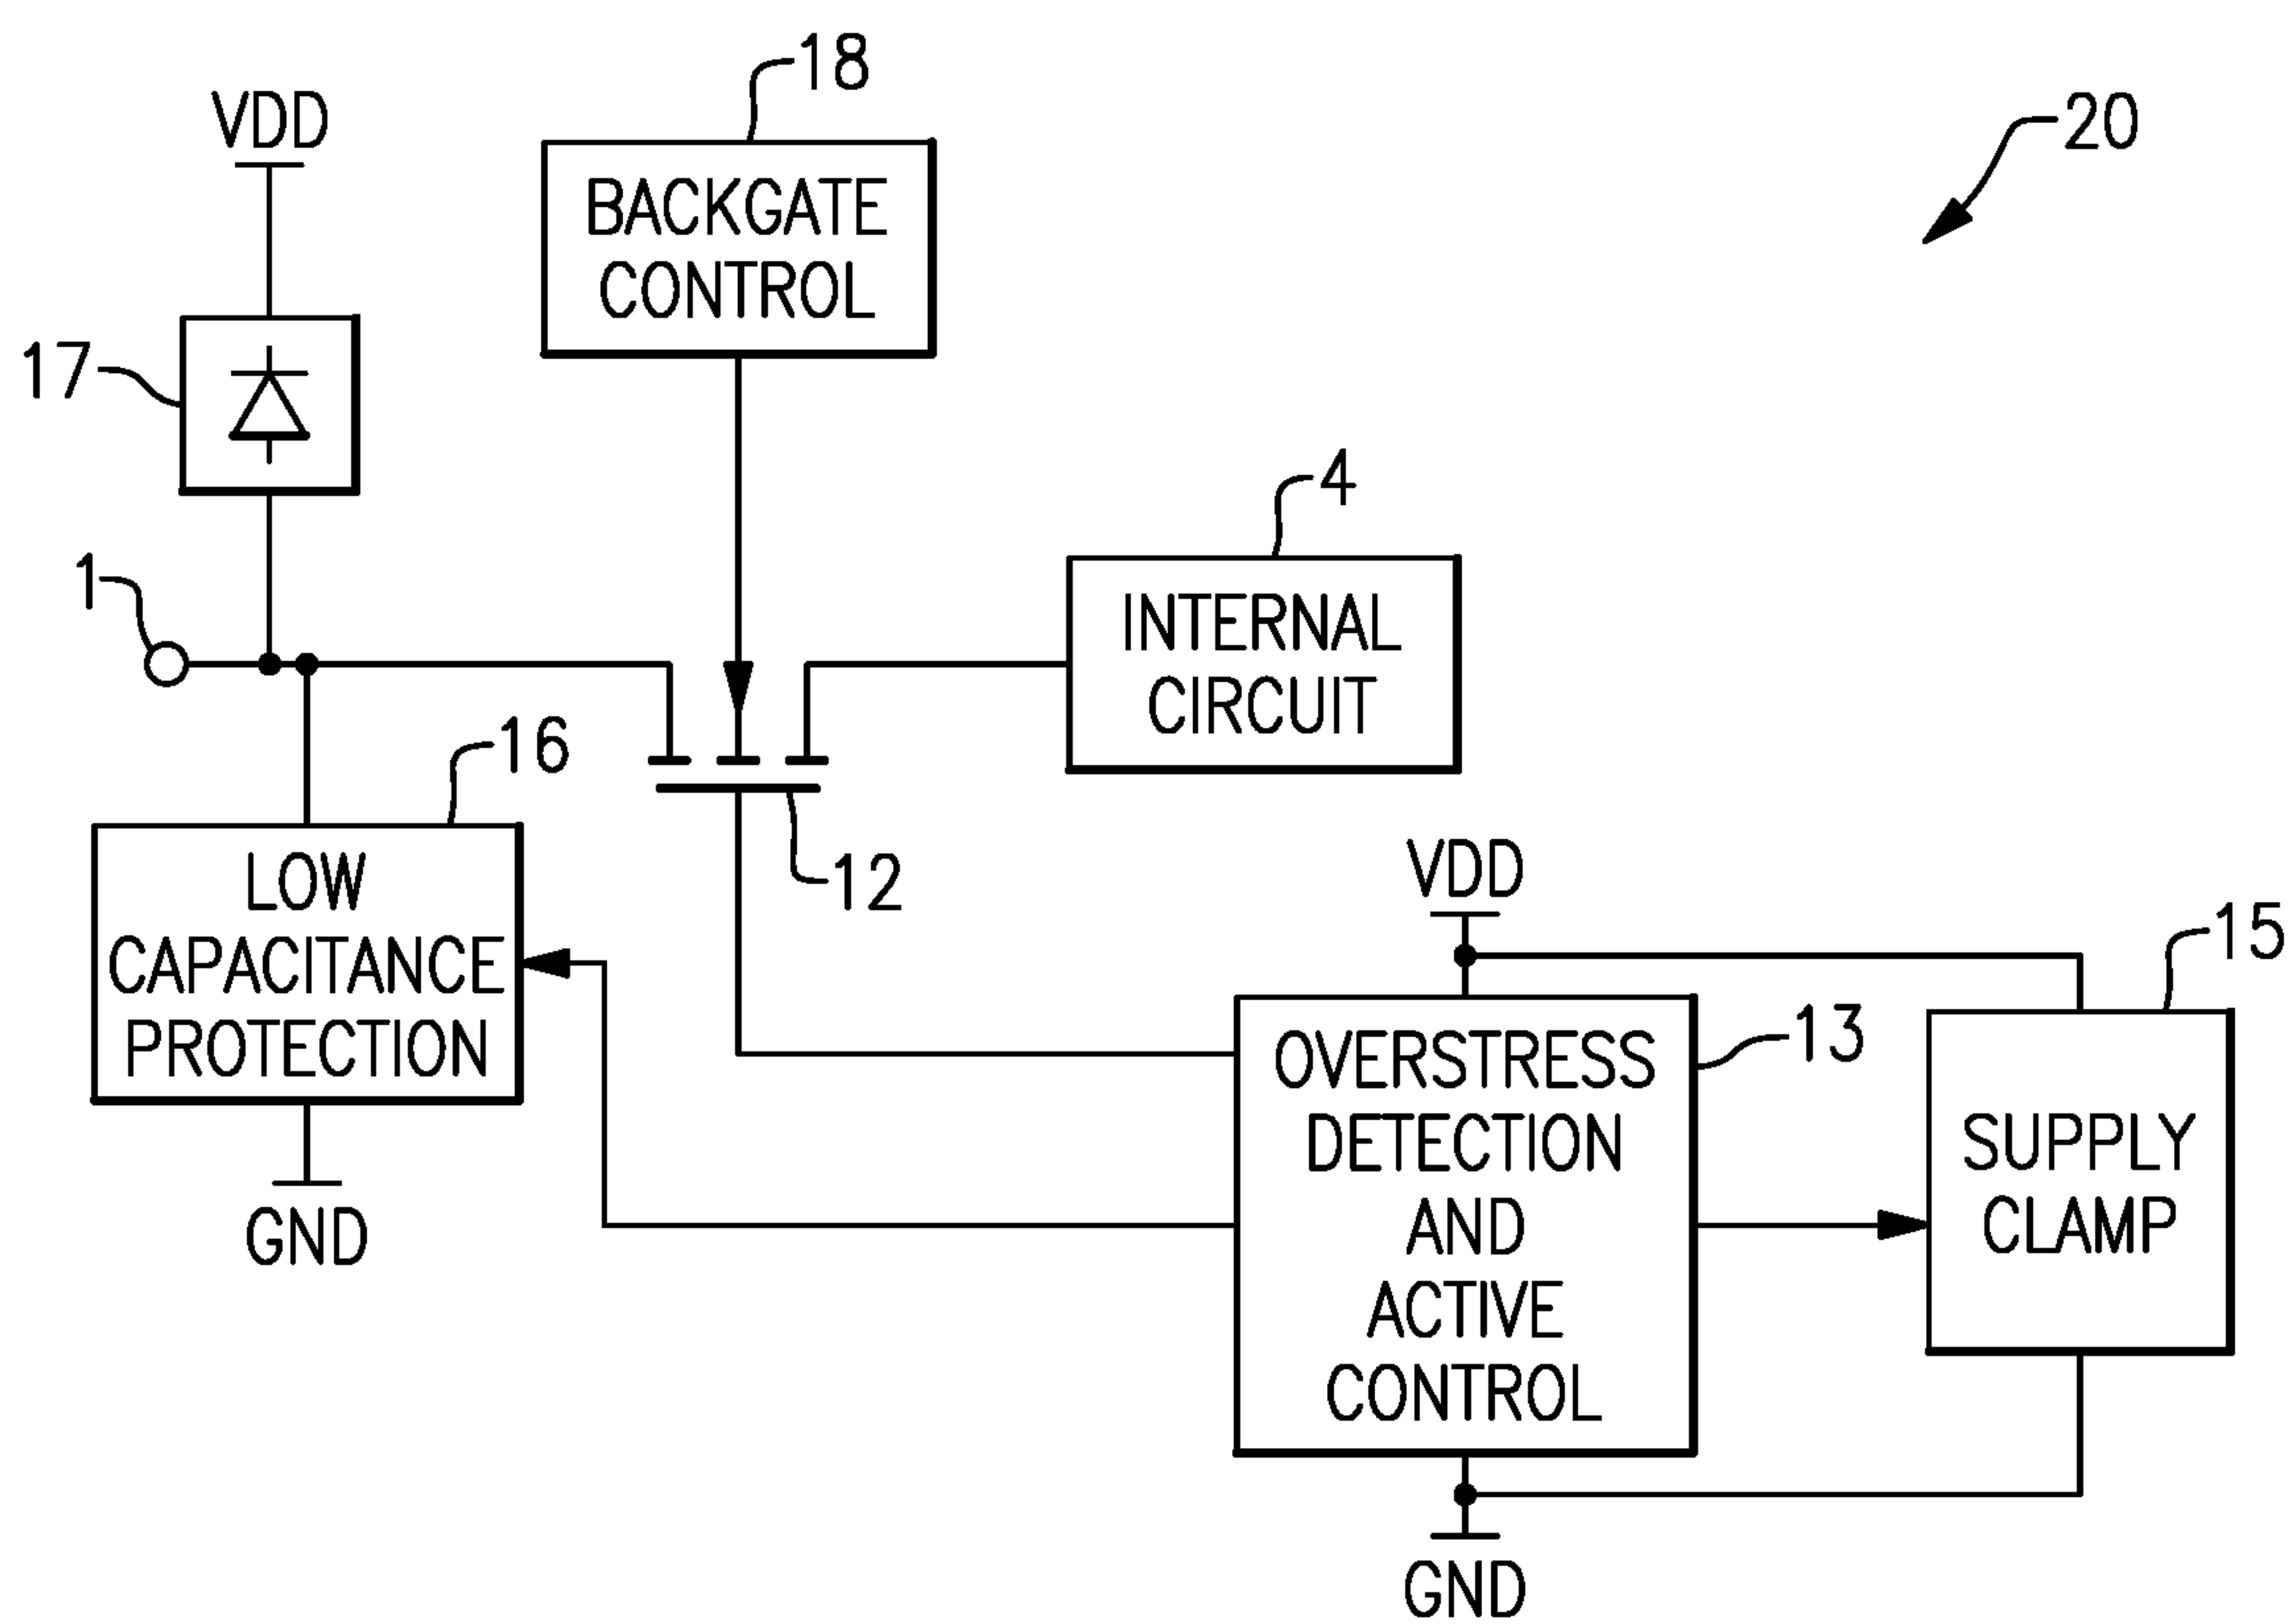 18
VDD
20
BACKGATE
CONTROL
17
4
1
INTERNAL
CIRCUIT
16
LOW
CAPACITANCE
PROTECTION
12
VDD
15
13
OVERSTRESS
DETECTION
AND
ACTIVE
CONTROL
SUPPLY
CLAMP
GND
GND